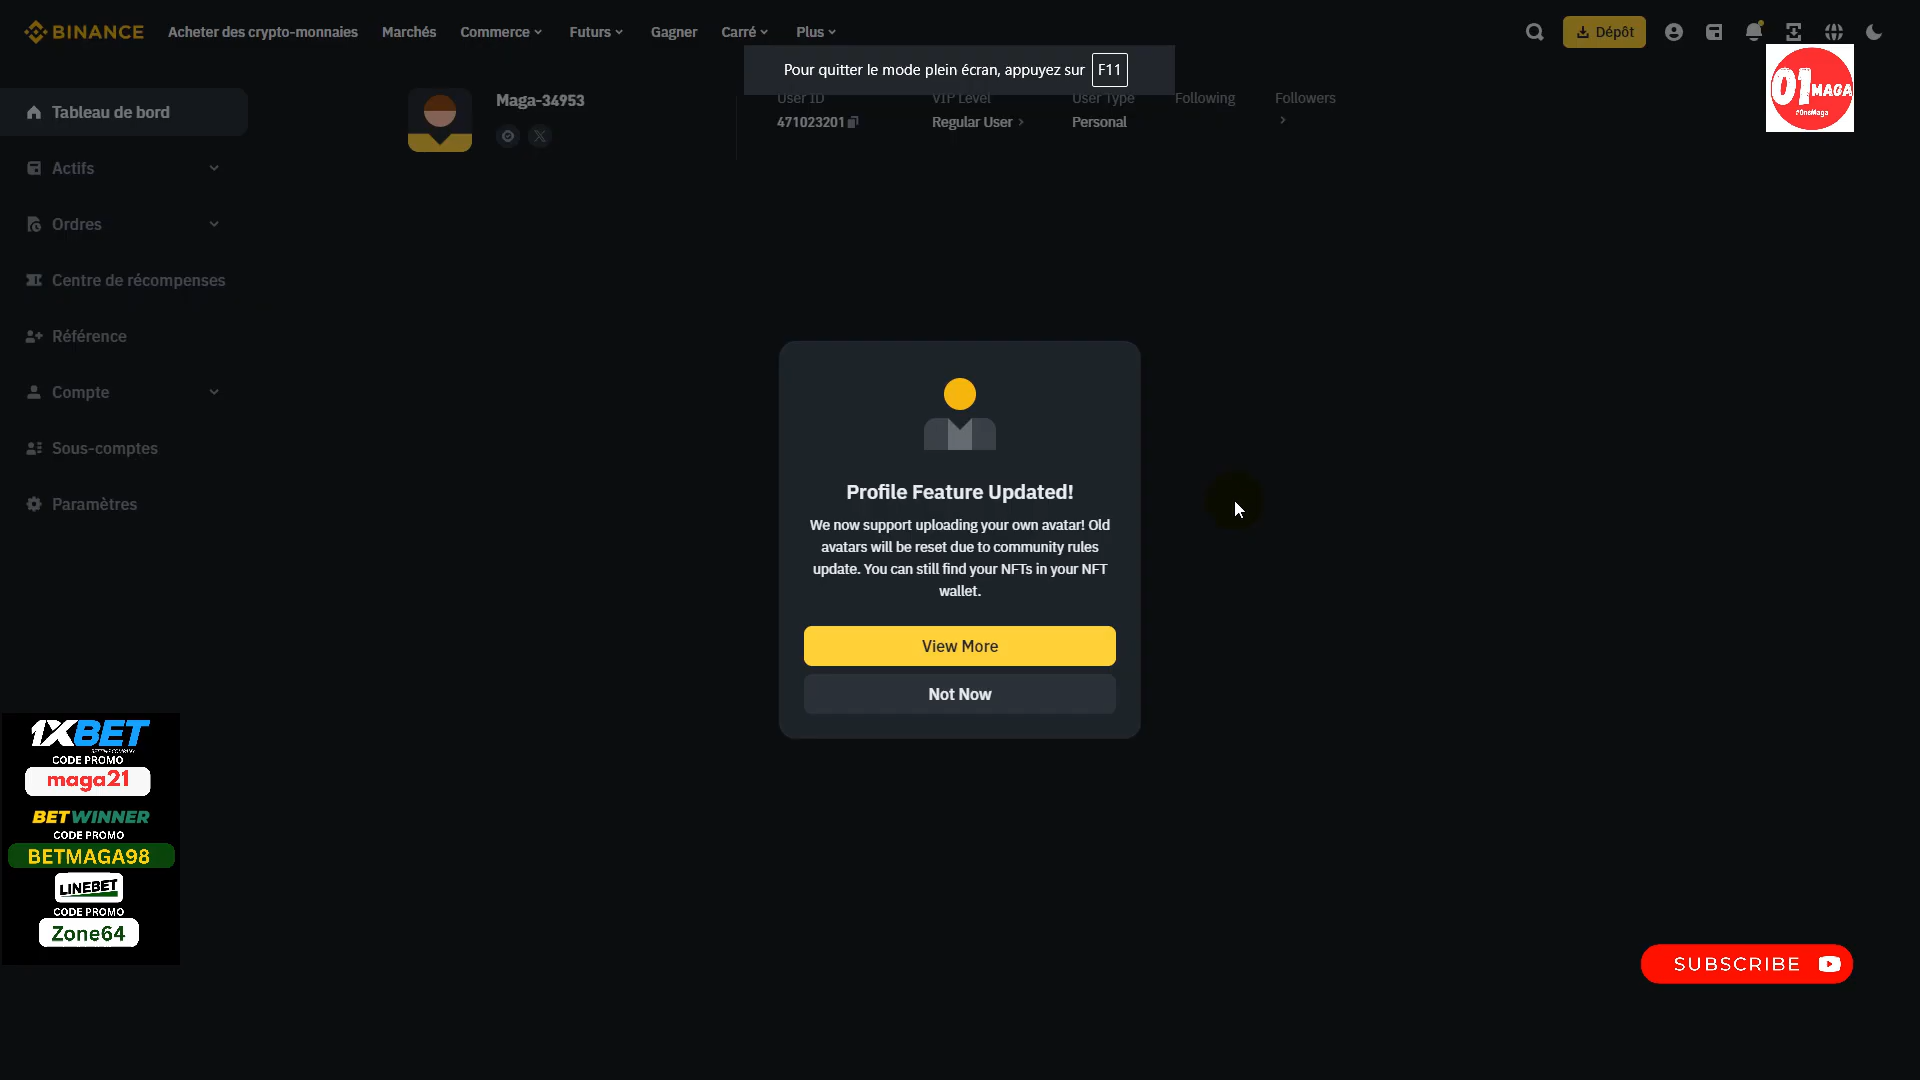 BINANCE
Acheter des crypto-monnaies
Marchés
Commerce
Futurs
Gagner
Carré
Plus
Dépôt
Pour quitter le mode plein écran, appuyez sur F11
01MAGA
#OneMaga
Tableau de bord
Actifs
Ordres
Centre de récompenses
Référence
Compte
Sous-comptes
Paramètres
Maga-34953
User ID
471023201
VIP Level
Regular User
User Type
Personal
Following
Followers
Profile Feature Updated!
We now support uploading your own avatar! Old
avatars will be reset due to community rules
update. You can still find your NFTs in your NFT
wallet.
View More
Not Now
1XBET
BETTING COMPANY
CODE PROMO
maga21
BETWINNER
CODE PROMO
BETMAGA98
LINEBET
CODE PROMO
Zone64
SUBSCRIBE